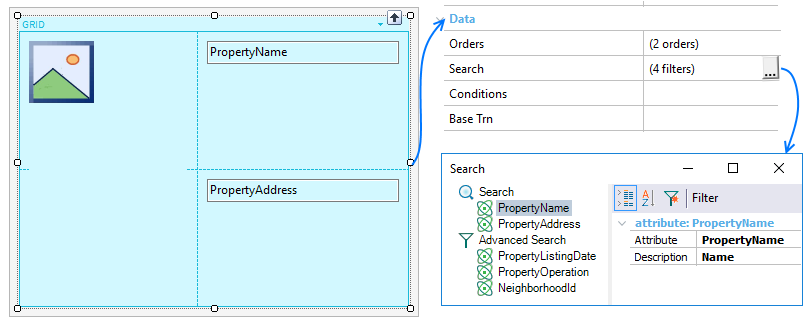 GRID
PropertyName
PropertyAddress
Data
Orders (2 orders)
Search (4 filters) ...
Conditions
Base Trn
Search
Search
PropertyName
PropertyAddress
Advanced Search
PropertyListingDate
PropertyOperation
NeighborhoodId
A Z Filter
attribute: PropertyName
Attribute PropertyName
Description Name